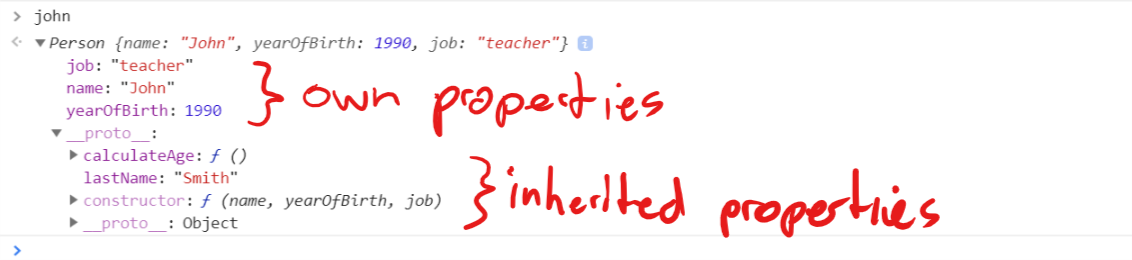 > john
<· ▼Person {name: "John", yearOfBirth: 1990, job: "teacher"} i
job: "teacher"
name: "John"
yearOfBirth: 1990
} own properties
▼__proto__:
▶calculateAge: ƒ ()
lastName: "Smith"
▶constructor: ƒ (name, yearOfBirth, job)
▶__proto__: Object
} inherited properties
>